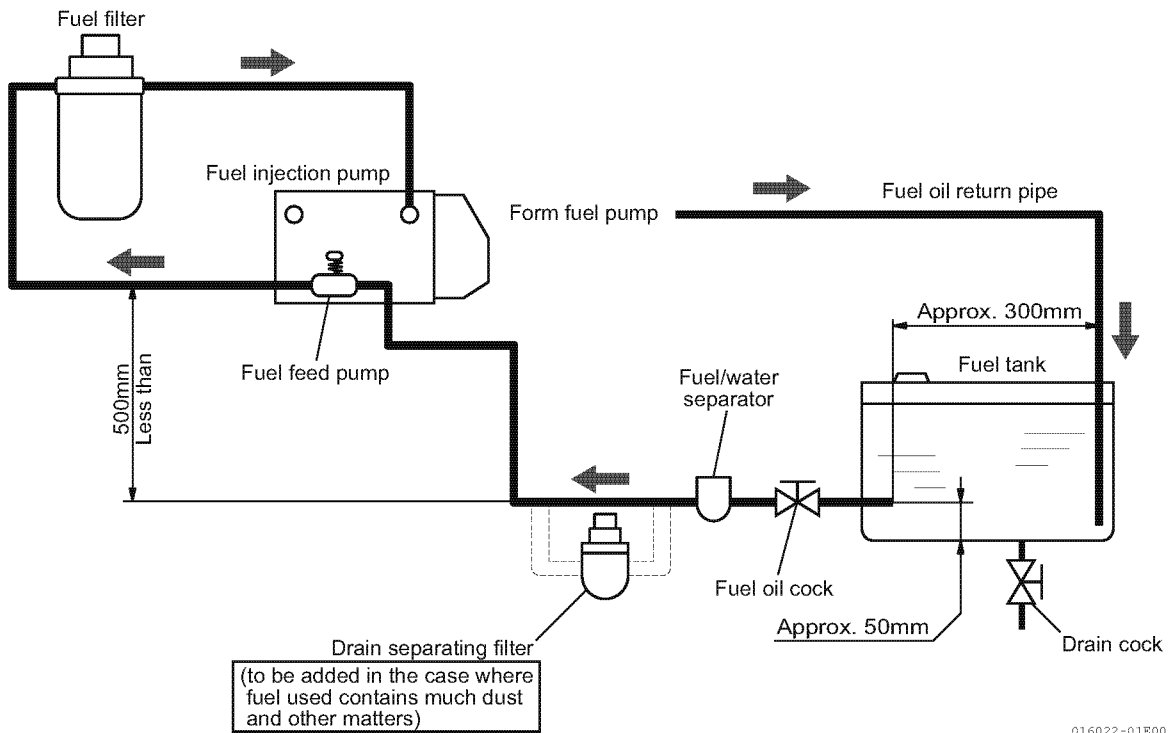 Fuel filter
Fuel injection pump
Form fuel pump
Fuel oil return pipe
Approx. 300mm
Fuel feed pump
Fuel/water
separator
Fuel tank
500mm
Less than
Fuel oil cock
Approx. 50mm
Drain cock
Drain separating filter
(to be added in the case where
fuel used contains much dust
and other matters)
016022-01E00